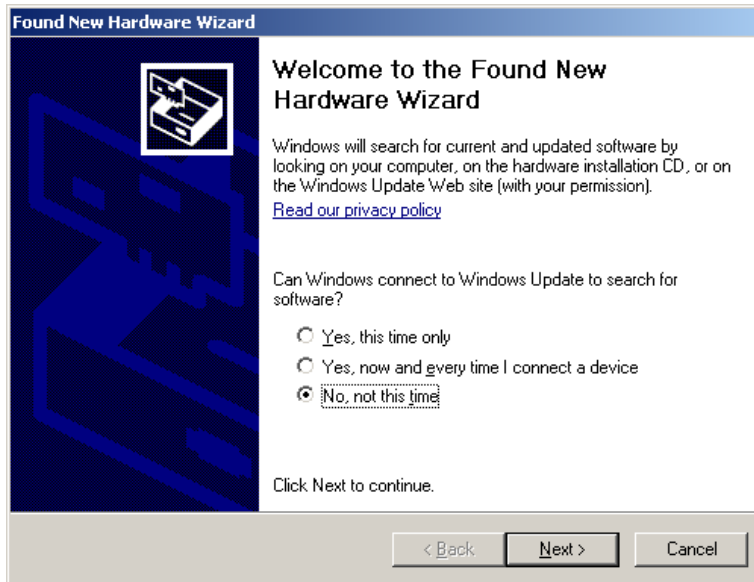 Found New Hardware Wizard
Welcome to the Found New
Hardware Wizard
Windows will search for current and updated software by
looking on your computer, on the hardware installation CD, or on
the Windows Update Web site (with your permission).
Read our privacy policy
Can Windows connect to Windows Update to search for
software?
Yes, this time only
Yes, now and every time I connect a device
No, not this time
Click Next to continue.
< Back
Next >
Cancel